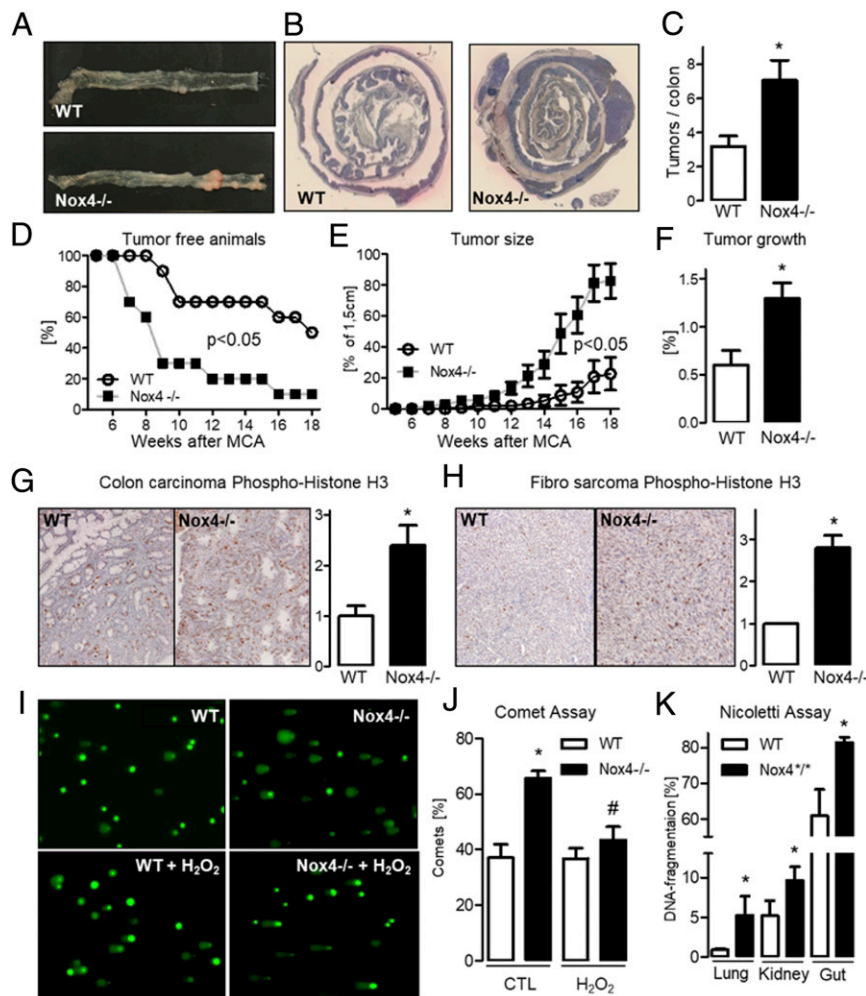 A
WT
Nox4-/-
B
WT
Nox4-/-
C
Tumors / colon
8
6
4
2
0
*
WT
Nox4-/-
D
Tumor free animals
[%]
100
80
60
40
20
0
p<0.05
WT
Nox4 -/-
6 8 10 12 14 16 18
Weeks after MCA
E
Tumor size
[% of 1,5cm]
100
80
60
40
20
0
WT
Nox4-/-
p<0.05
6 8 10 12 14 16 18
Weeks after MCA
F
Tumor growth
[%]
1.5
1.0
0.5
0.0
*
WT
Nox4-/-
G
Colon carcinoma Phospho-Histone H3
WT
Nox4-/-
3
2
1
0
*
WT
Nox4-/-
H
Fibro sarcoma Phospho-Histone H3
WT
Nox4-/-
3
2
1
0
*
WT
Nox4-/-
I
WT
Nox4-/-
WT + H₂O₂
Nox4-/- + H₂O₂
J
Comet Assay
WT
Nox4-/-
Comets [%]
80
60
40
20
0
*
#
CTL
H₂O₂
K
Nicoletti Assay
WT
Nox4*/*
DNA-fragmentaion [%]
80
60
10
5
0
* * *
Lung Kidney Gut